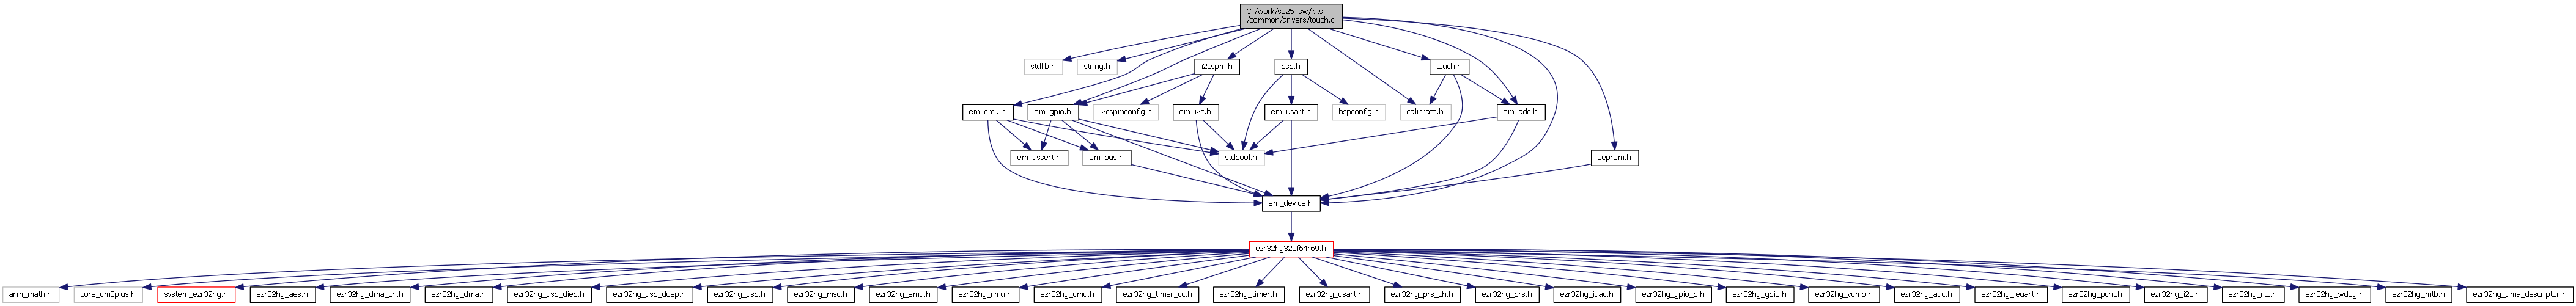 C:/work/s025_sw/kits
/common/drivers/touch.c
stdlib.h
string.h
i2cspm.h
bsp.h
touch.h
em_cmu.h
em_gpio.h
i2cspmconfig.h
em_i2c.h
em_usart.h
bspconfig.h
calibrate.h
em_adc.h
em_assert.h
em_bus.h
stdbool.h
eeprom.h
em_device.h
ezr32hg320f64r69.h
arm_math.h
core_cm0plus.h
system_ezr32hg.h
ezr32hg_aes.h
ezr32hg_dma_ch.h
ezr32hg_dma.h
ezr32hg_usb_diep.h
ezr32hg_usb_doep.h
ezr32hg_usb.h
ezr32hg_msc.h
ezr32hg_emu.h
ezr32hg_rmu.h
ezr32hg_cmu.h
ezr32hg_timer_cc.h
ezr32hg_timer.h
ezr32hg_usart.h
ezr32hg_prs_ch.h
ezr32hg_prs.h
ezr32hg_idac.h
ezr32hg_gpio_p.h
ezr32hg_gpio.h
ezr32hg_vcmp.h
ezr32hg_adc.h
ezr32hg_leuart.h
ezr32hg_pcnt.h
ezr32hg_i2c.h
ezr32hg_rtc.h
ezr32hg_wdog.h
ezr32hg_mtb.h
ezr32hg_dma_descriptor.h